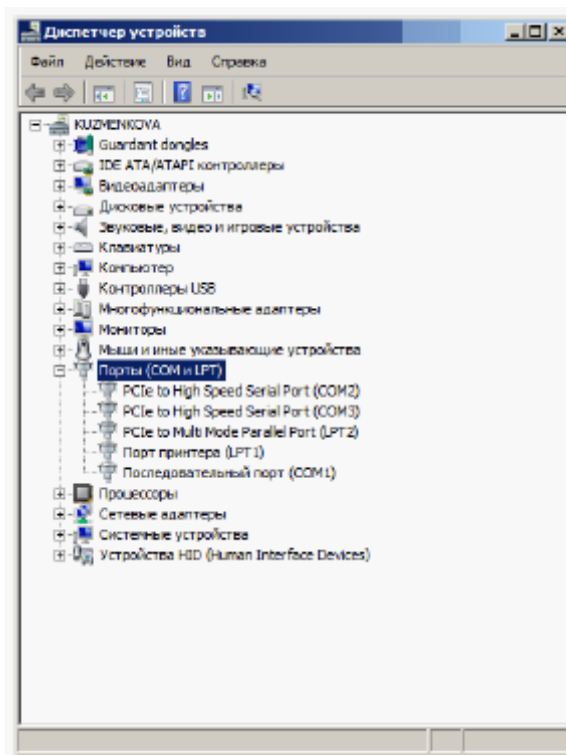 Диспетчер устройств
Файл Действие Вид Справка
KUZMENKOVA
Guardant dongles
IDE ATA/ATAPI контроллеры
Видеоадаптеры
Дисковые устройства
Звуковые, видео и игровые устройства
Клавиатуры
Компьютер
Контроллеры USB
Многофункциональные адаптеры
Мониторы
Мыши и иные указывающие устройства
Порты (COM и LPT)
PCIe to High Speed Serial Port (COM2)
PCIe to High Speed Serial Port (COM3)
PCIe to Multi Mode Parallel Port (LPT2)
Порт принтера (LPT1)
Последовательный порт (COM1)
Процессоры
Сетевые адаптеры
Системные устройства
Устройства HID (Human Interface Devices)